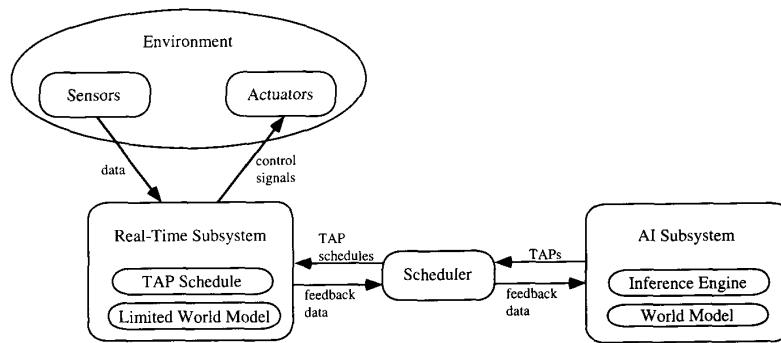 Environment
Sensors
Actuators
data
control
signals
Real-Time Subsystem
TAP Schedule
Limited World Model
TAP
schedules
feedback
data
Scheduler
TAPs
feedback
data
AI Subsystem
Inference Engine
World Model